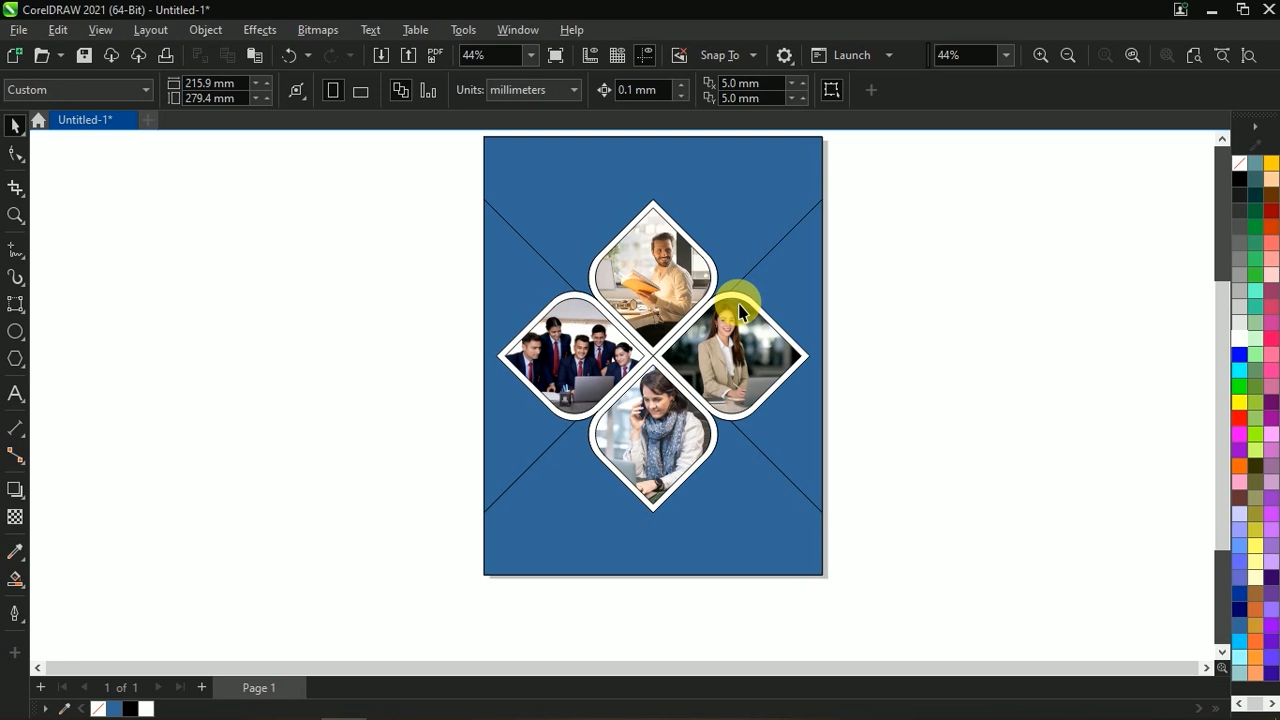 CorelDRAW 2021 (64-Bit) - Untitled-1*
File Edit View Layout Object Effects Bitmaps Text Table Tools Window Help
PDF 44% Snap To Launch 44%
Custom 215.9 mm 279.4 mm Units: millimeters 0.1 mm 5.0 mm 5.0 mm
Untitled-1*
1 of 1 Page 1